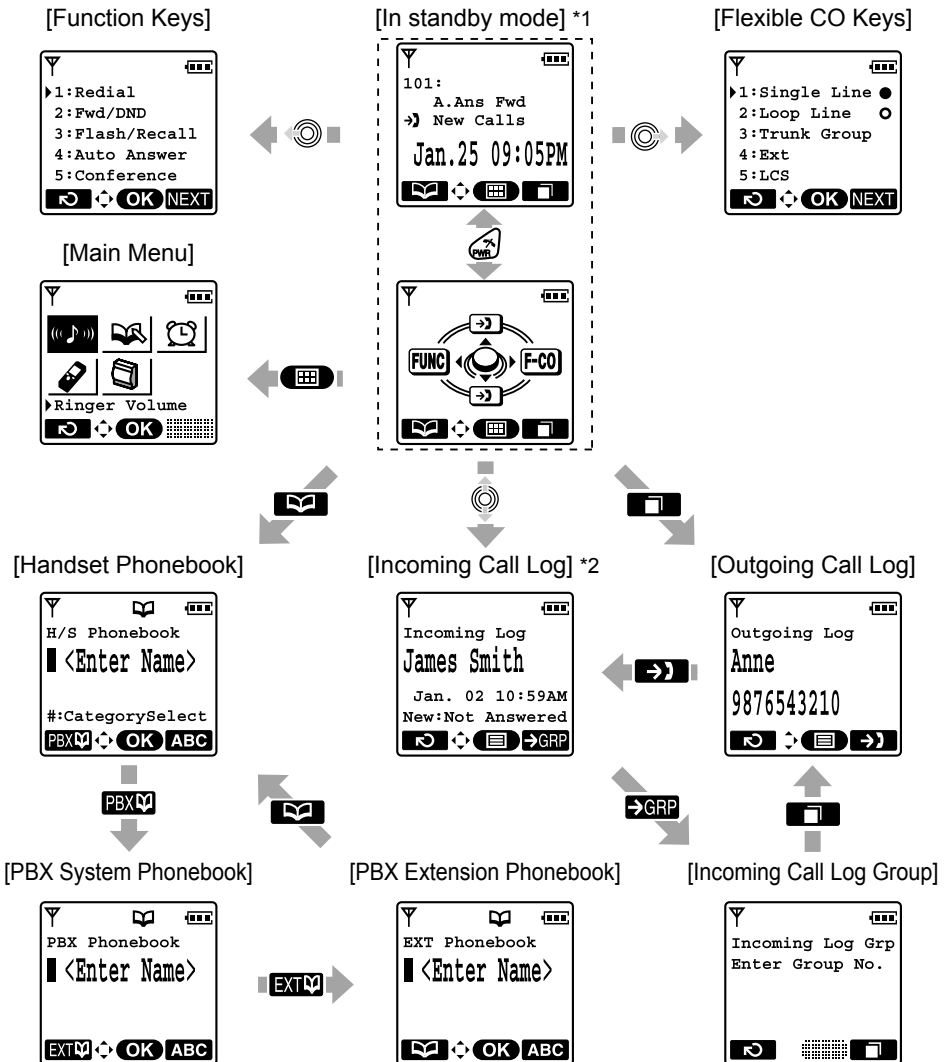 [Function Keys]
1:Redial
2:Fwd/DND
3:Flash/Recall
4:Auto Answer
5:Conference
OK NEXT
[In standby mode] *1
101:
A.Ans Fwd
New Calls
Jan.25 09:05PM
PWR
FUNC F-CO
[Flexible CO Keys]
1:Single Line
2:Loop Line
3:Trunk Group
4:Ext
5:LCS
OK NEXT
[Main Menu]
Ringer Volume
OK
[Handset Phonebook]
H/S Phonebook
<Enter Name>
#:CategorySelect
PBX OK ABC
[Incoming Call Log] *2
Incoming Log
James Smith
Jan. 02 10:59AM
New:Not Answered
→GRP
[Outgoing Call Log]
Outgoing Log
Anne
9876543210
PBX
→GRP
[PBX System Phonebook]
PBX Phonebook
<Enter Name>
EXT OK ABC
EXT
[PBX Extension Phonebook]
EXT Phonebook
<Enter Name>
OK ABC
[Incoming Call Log Group]
Incoming Log Grp
Enter Group No.